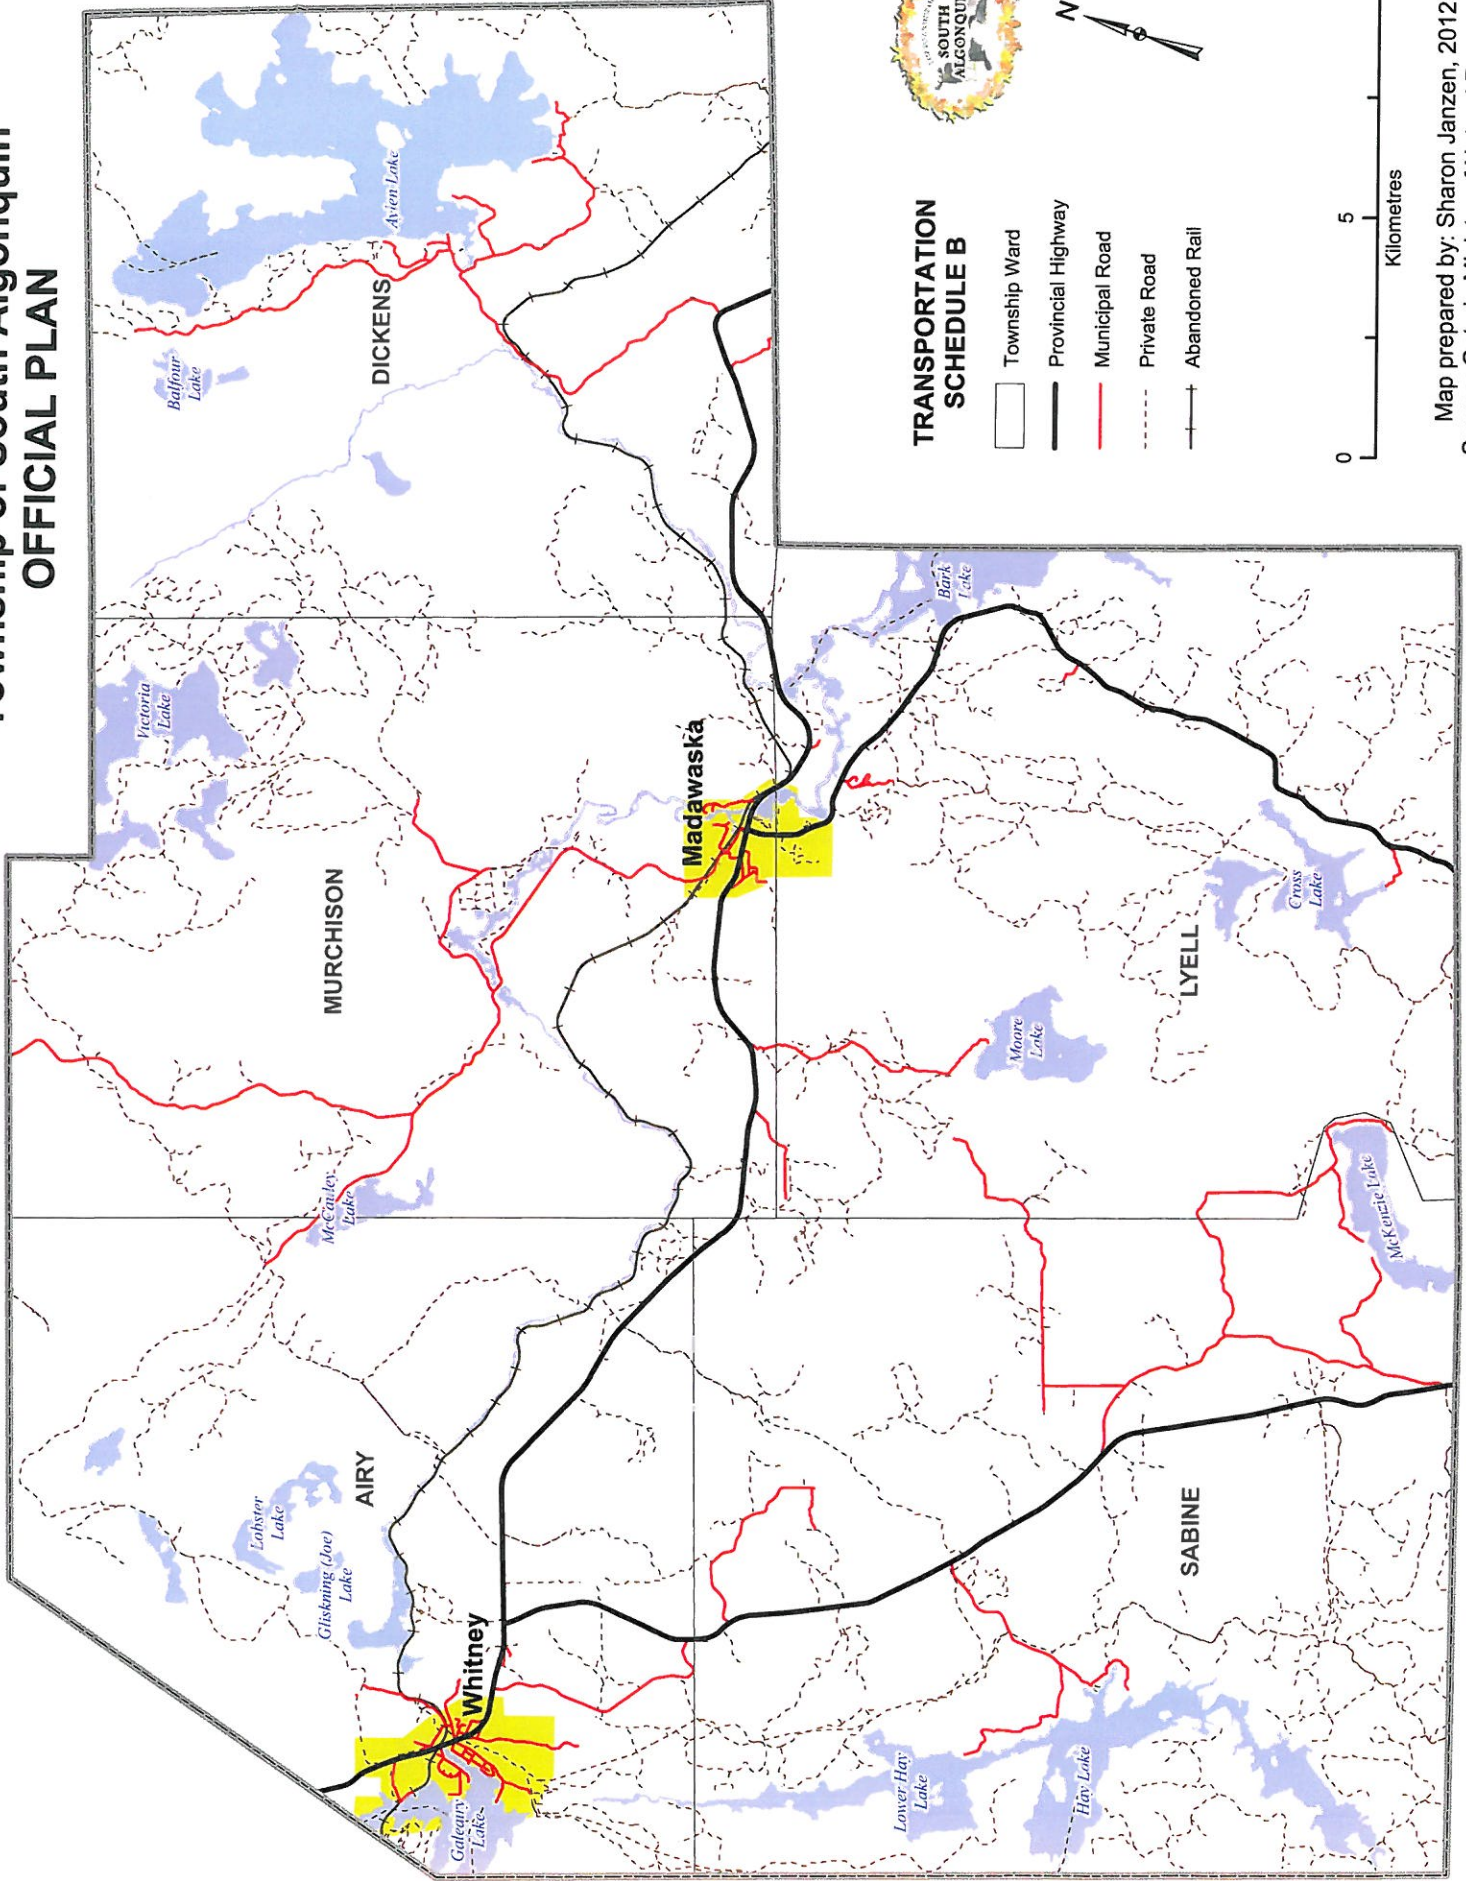 OFFICIAL PLAN
Balfour
Lake
Aylen Lake
DICKENS
Victoria
Lake
MURCHISON
Madawaska
McCauley
Lake
Lobster
Lake
AIRY
Gliskning (Joe)
Lake
Whitney
Galeairy
Lake
Bark
Lake
Cross
Lake
LYELL
Moore
Lake
McKenzie Lake
SABINE
Lower Hay
Lake
Hay Lake
SOUTH
N
TRANSPORTATION
SCHEDULE B
Township Ward
Provincial Highway
Municipal Road
Private Road
Abandoned Rail
0 5
Kilometres
Map prepared by: Sharon Janzen, 2012